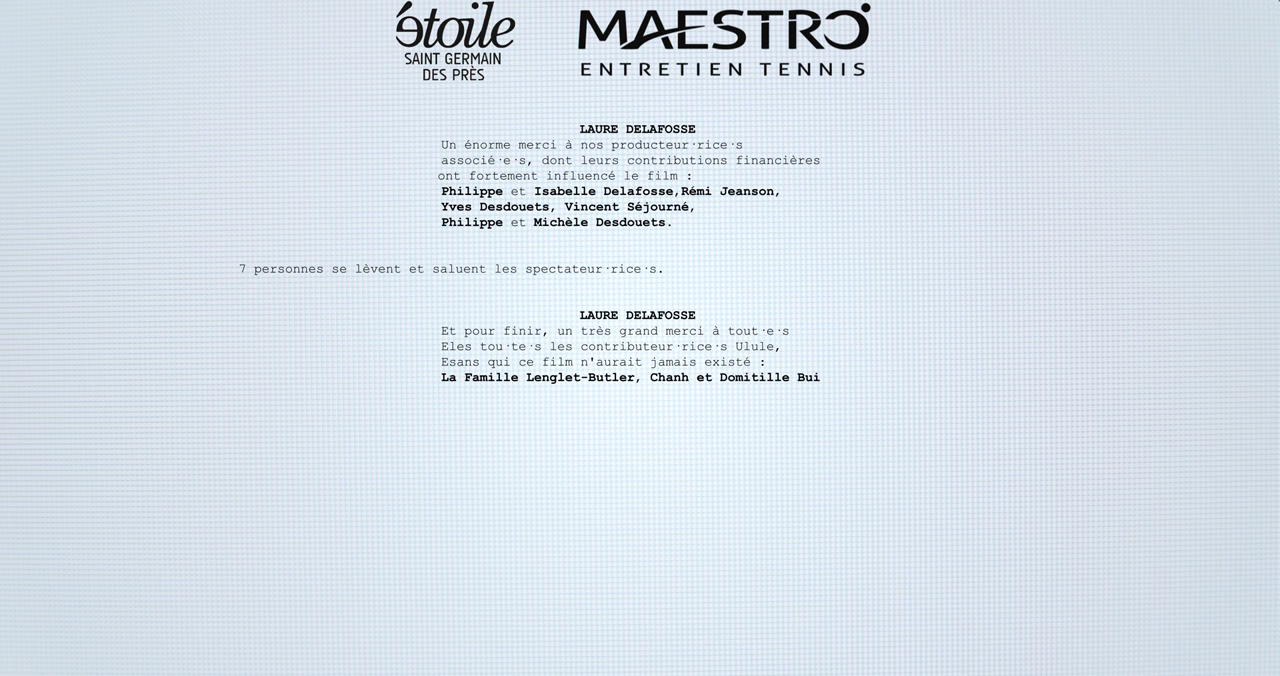 étoile
SAINT GERMAIN
DES PRÈS
MAESTRO
ENTRETIEN TENNIS
LAURE DELAFOSSE
Un énorme merci à nos producteur·rice·s
associé·e·s, dont leurs contributions financières
ont fortement influencé le film :
Philippe et Isabelle Delafosse,Rémi Jeanson,
Yves Desdouets, Vincent Séjourné,
Philippe et Michèle Desdouets.
7 personnes se lèvent et saluent les spectateur·rice·s.
LAURE DELAFOSSE
Et pour finir, un très grand merci à tout·e·s
Eles tou·te·s les contributeur·rice·s Ulule,
Esans qui ce film n'aurait jamais existé :
La Famille Lenglet-Butler, Chanh et Domitille Bui